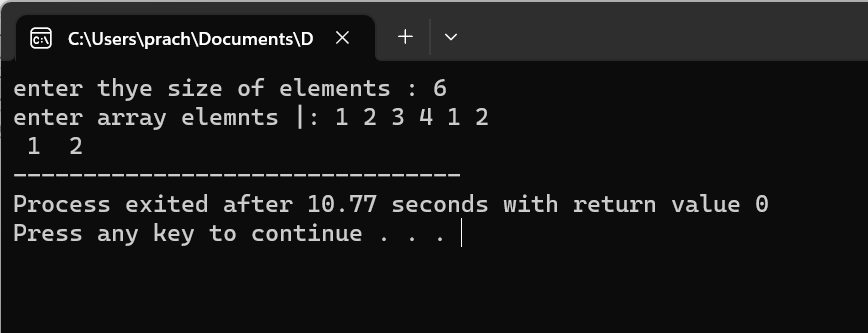 C:\Users\prach\Documents\D
enter thye size of elements : 6
enter array elemnts |: 1 2 3 4 1 2
 1  2
--------------------------------
Process exited after 10.77 seconds with return value 0
Press any key to continue . . .